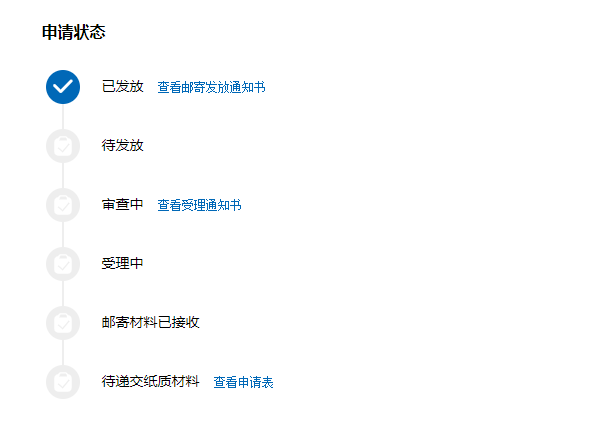 申请状态
已发放 查看邮寄发放通知书
待发放
审查中 查看受理通知书
受理中
邮寄材料已接收
待递交纸质材料 查看申请表